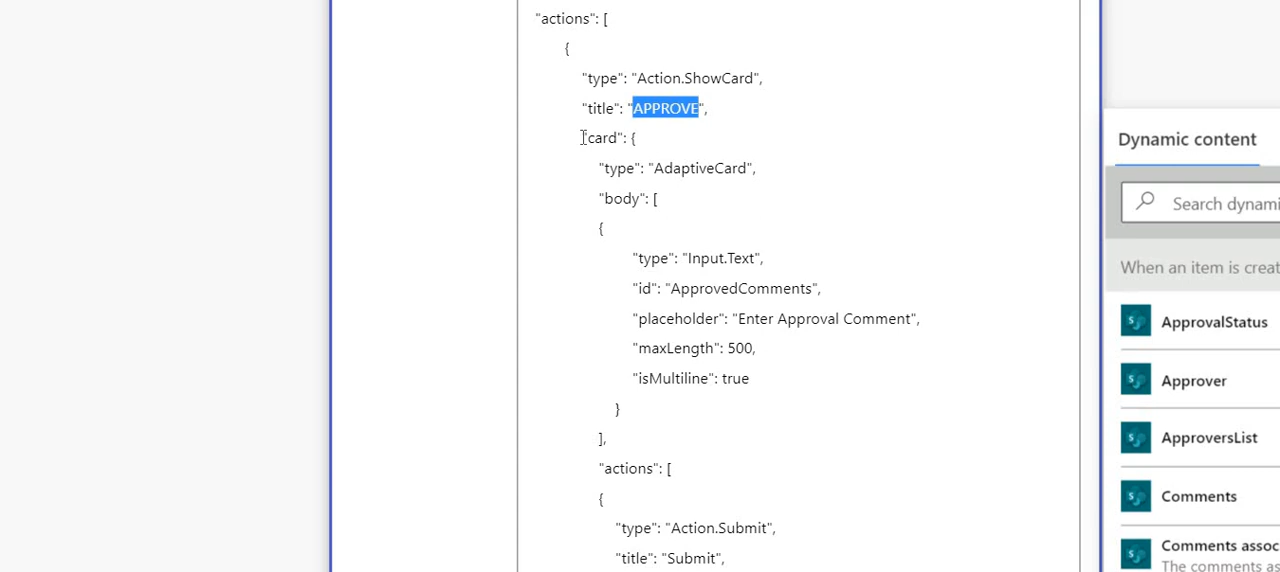 "actions": [
{
"type": "Action.ShowCard",
"title": "APPROVE",
"card": {
"type": "AdaptiveCard",
"body": [
{
"type": "Input.Text",
"id": "ApprovedComments",
"placeholder": "Enter Approval Comment",
"maxLength": 500,
"isMultiline": true
}
],
"actions": [
{
"type": "Action.Submit",
"title": "Submit",
Dynamic content
Search dynami
When an item is creat
ApprovalStatus
Approver
ApproversList
Comments
Comments assoc
The comments as